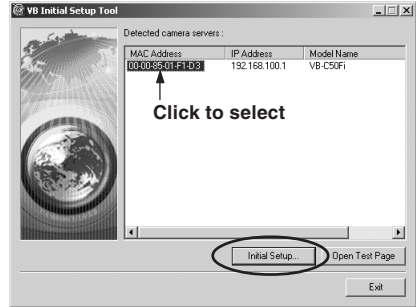 VB Initial Setup Tool
Detected camera servers :
MAC Address IP Address Model Name
00-00-85-01-F1-D3 192.168.100.1 VB-C50Fi
Click to select
Initial Setup... Open Test Page
Exit